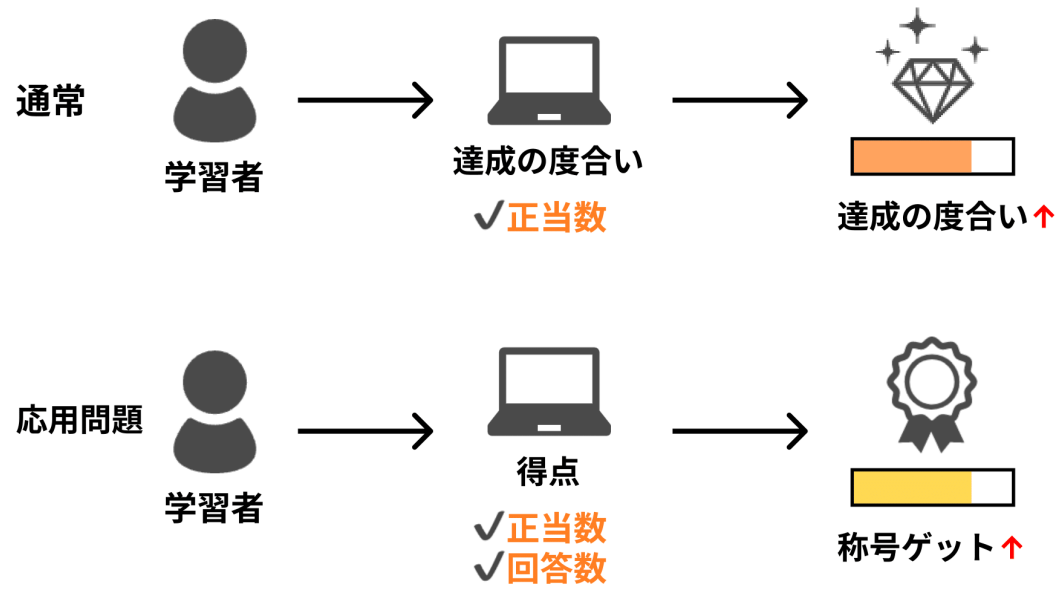 通常
学習者
達成の度合い
✓正当数
達成の度合い↑
応用問題
学習者
得点
✓正当数
✓回答数
称号ゲット↑